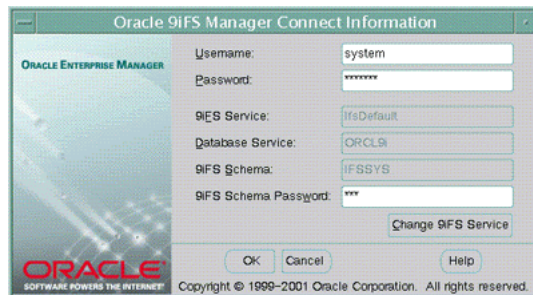 Oracle 9iFS Manager Connect Information
ORACLE ENTERPRISE MANAGER
Username: system
Password: *******
9iFS Service: IfsDefault
Database Service: ORCL9i
9iFS Schema: IFSSYS
9iFS Schema Password: ***
Change 9iFS Service
OK Cancel Help
ORACLE®
SOFTWARE POWERS THE INTERNET™
Copyright © 1999-2001 Oracle Corporation. All rights reserved.